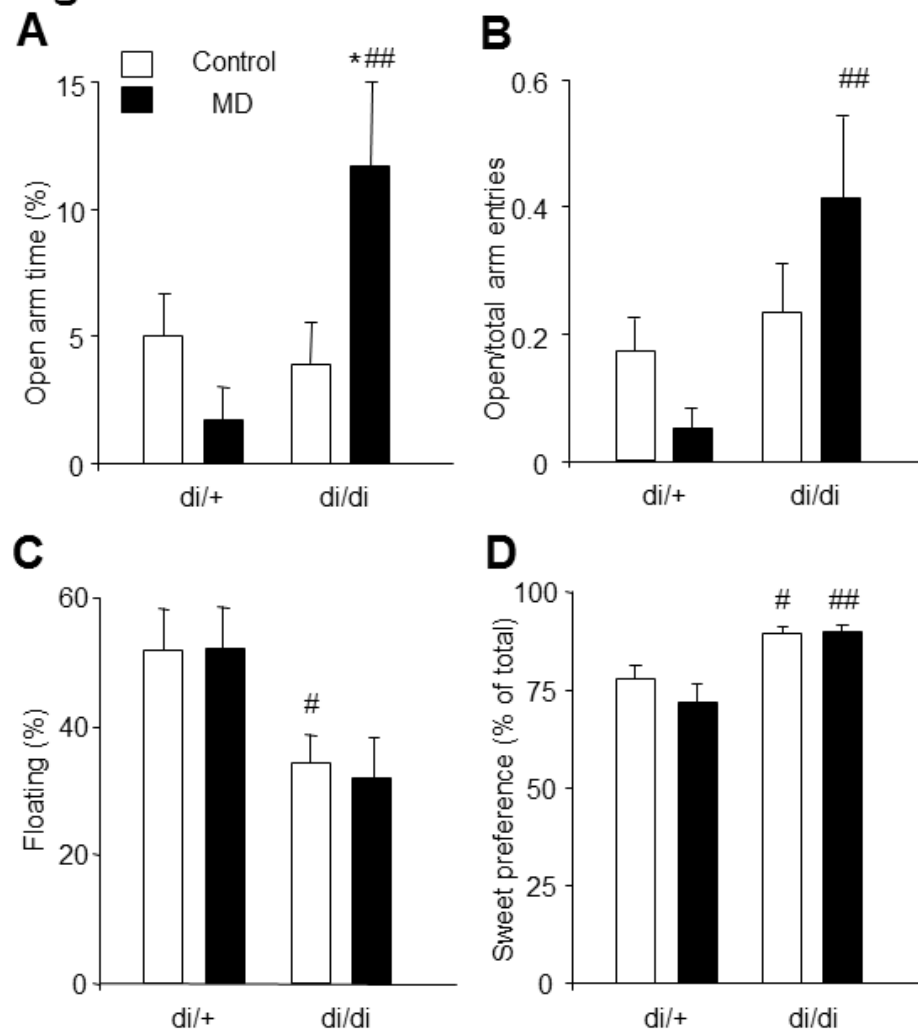 A
Control
MD
*##
Open arm time (%)
15
10
5
0
di/+
di/di
B
##
Open/total arm entries
0.6
0.4
0.2
0
di/+
di/di
C
#
Floating (%)
60
40
20
0
di/+
di/di
D
#
##
Sweet preference (% of total)
100
75
50
25
0
di/+
di/di